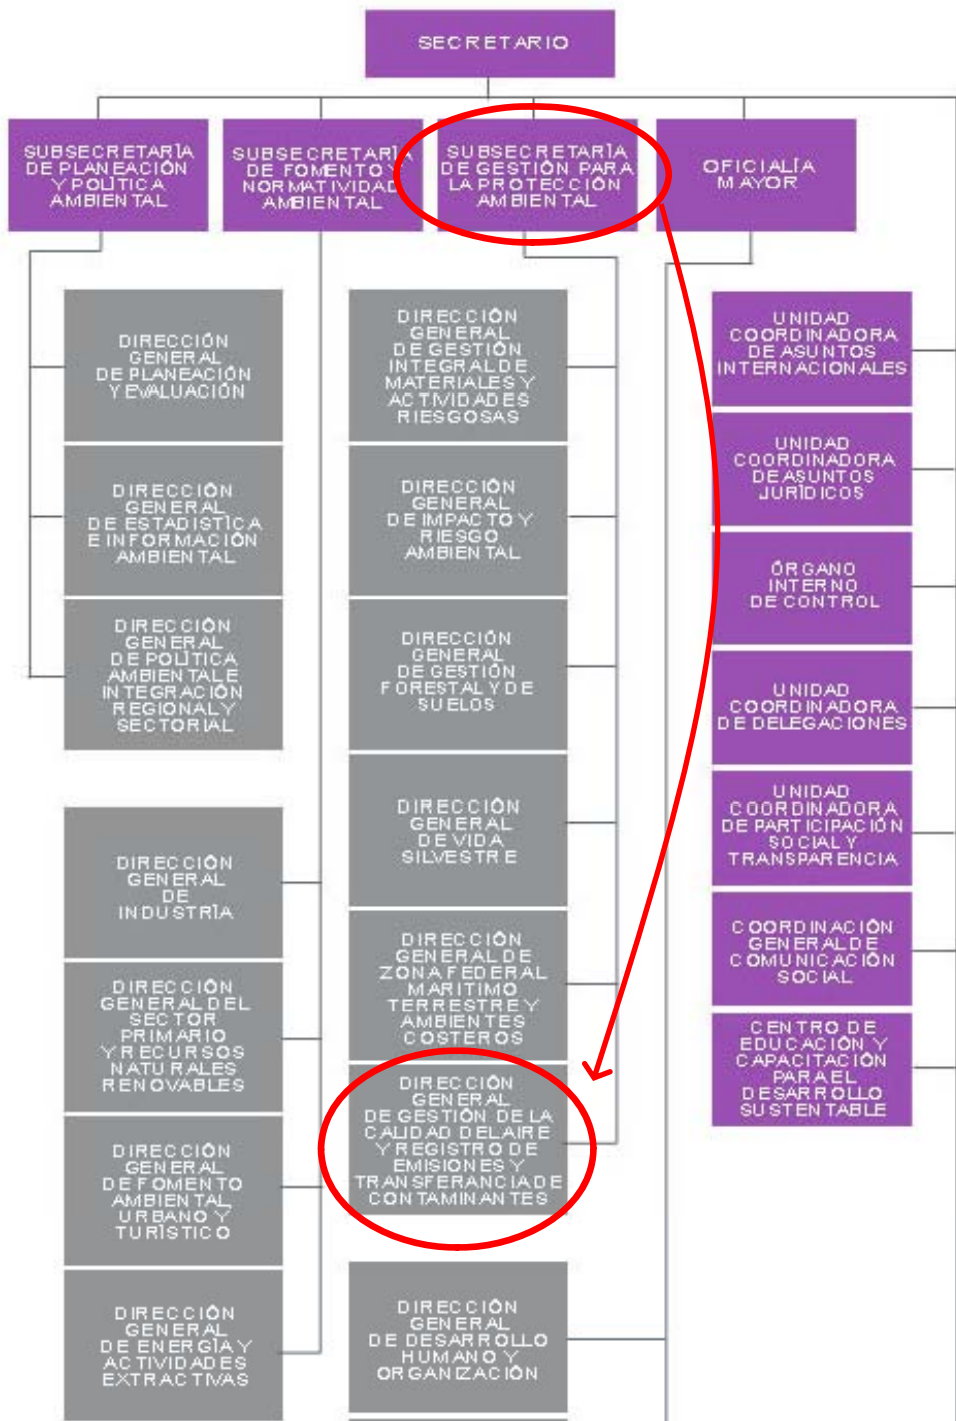 SECRETARIO
SUBSECRETARÍA
DE PLANEACIÓN
Y POLÍTICA
AMBIENTAL
SUBSECRETARÍA
DE FOMENTO Y
NORMATIVIDAD
AMBIENTAL
SUBSECRETARÍA
DE GESTIÓN PARA
LA PROTECCIÓN
AMBIENTAL
OFICIALÍA
MAYOR
DIRECCIÓN
GENERAL
DE PLANEACIÓN
Y EVALUACIÓN
DIRECCIÓN
GENERAL
DE ESTADÍSTICA
E INFORMACIÓN
AMBIENTAL
DIRECCIÓN
GENERAL
DE POLÍTICA
AMBIENTAL E
INTEGRACIÓN
REGIONAL Y
SECTORIAL
DIRECCIÓN
GENERAL
DE
INDUSTRÍA
DIRECCIÓN
GENERAL DEL
SECTOR
PRIMARIO
Y RECURSOS
NATURALES
RENOVABLES
DIRECCIÓN
GENERAL
DE FOMENTO
AMBIENTAL,
URBANO Y
TURÍSTICO
DIRECCIÓN
GENERAL
DE ENERGÍA Y
ACTIVIDADES
EXTRACTIVAS
DIRECCIÓN
GENERAL
DE GESTIÓN
INTEGRAL DE
MATERIALES Y
ACTIVIDADES
RIESGOSAS
DIRECCIÓN
GENERAL
DE IMPACTO Y
RIESGO
AMBIENTAL
DIRECCIÓN
GENERAL
DE GESTIÓN
FORESTAL Y DE
SUELOS
DIRECCIÓN
GENERAL
DE VIDA
SILVESTRE
DIRECCIÓN
GENERAL DE
ZONA FEDERAL
MARÍTIMO
TERRESTRE Y
AMBIENTES
COSTEROS
DIRECCIÓN
GENERAL
DE GESTIÓN DE LA
CALIDAD DEL AIRE
Y REGISTRO DE
EMISIONES Y
TRANSFERANCIA DE
CONTAMINANTES
DIRECCIÓN
GENERAL
DE DESARROLLO
HUMANO Y
ORGANIZACIÓN
UNIDAD
COORDINADORA
DE ASUNTOS
INTERNACIONALES
UNIDAD
COORDINADORA
DE ASUNTOS
JURÍDICOS
ÓRGANO
INTERNO
DE CONTROL
UNIDAD
COORDINADORA
DE DELEGACIONES
UNIDAD
COORDINADORA
DE PARTICIPACIÓN
SOCIAL Y
TRANSPARENCIA
COORDINACIÓN
GENERAL DE
COMUNICACIÓN
SOCIAL
CENTRO DE
EDUCACIÓN Y
CAPACITACIÓN
PARA EL
DESARROLLO
SUSTENTABLE